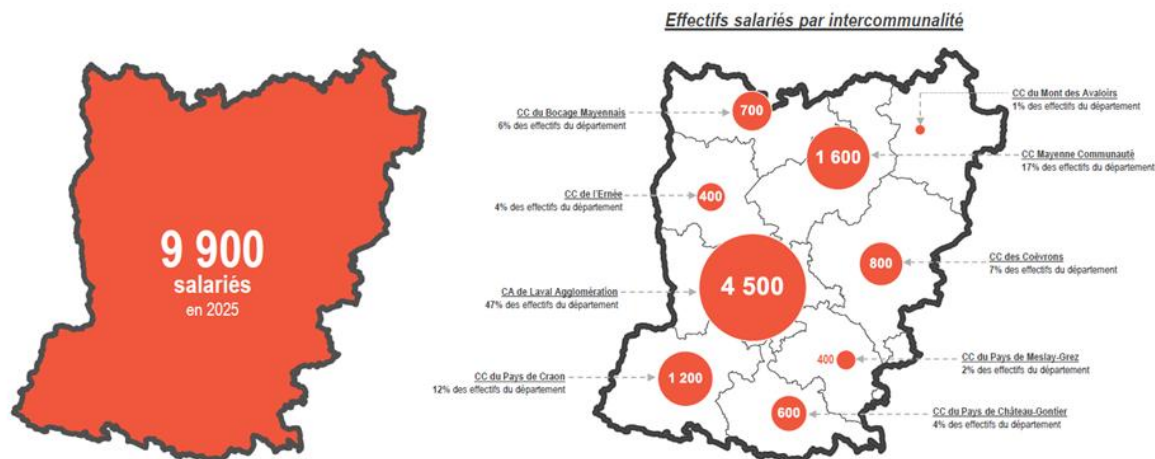 Effectifs salariés par intercommunalité
9 900
salariés
en 2025
CC du Bocage Mayennais
6% des effectifs du département
700
CC du Mont des Avaloirs
1% des effectifs du département
1 600
CC Mayenne Communauté
17% des effectifs du département
CC de l'Ernée
4% des effectifs du département
400
CC des Coëvrons
7% des effectifs du département
800
CA de Laval Agglomération
47% des effectifs du département
4 500
CC du Pays de Meslay-Grez
2% des effectifs du département
400
CC du Pays de Craon
12% des effectifs du département
1 200
600
CC du Pays de Château-Gontier
4% des effectifs du département